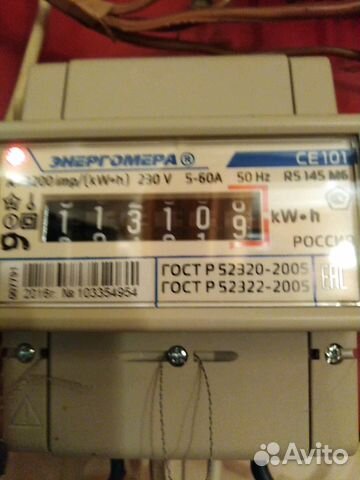 ЭНЕРГОМЕРА®
CE101
3200 imp/(kW•h) 230 V 5-60A 50 Hz R5 145 М6
1 1 3 1 0 9
kW•h
РОССИЯ
ГОСТ Р 52320-2005
ГОСТ Р 52322-2005
EAC
2016г. № 103354954
Avito